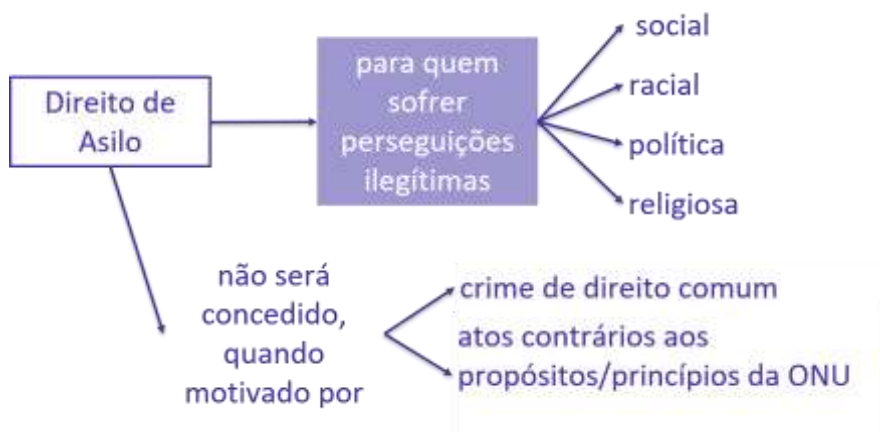 Direito de
Asilo
para quem
sofrer
perseguições
ilegítimas
social
racial
política
religiosa
não será
concedido,
quando
motivado por
crime de direito comum
atos contrários aos
propósitos/princípios da ONU